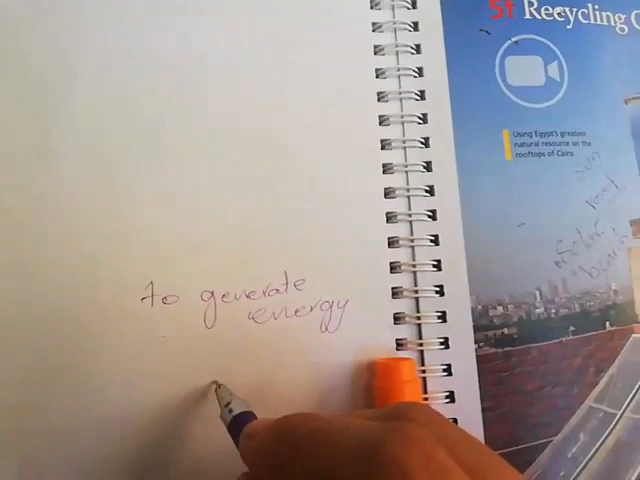 5f Recycling C
Using Egypt's greatest
natural resource on the
rooftops of Cairo
to generate
energy